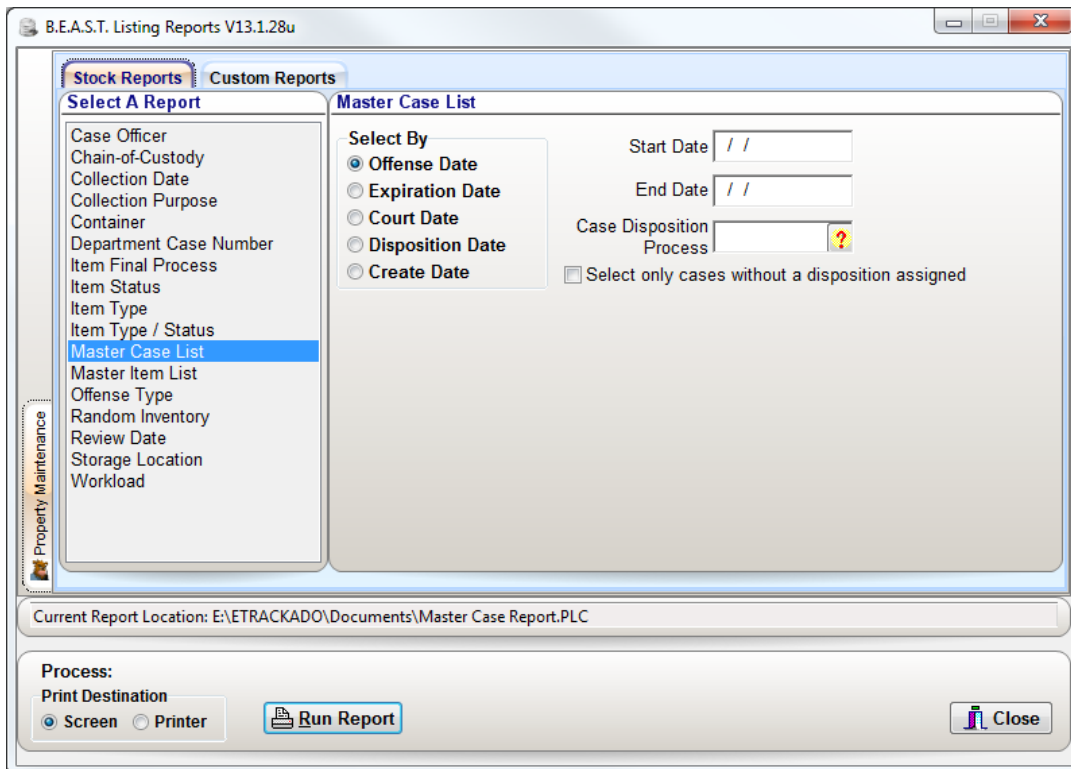 B.E.A.S.T. Listing Reports V13.1.28u
Stock Reports
Custom Reports
Select A Report
Case Officer
Chain-of-Custody
Collection Date
Collection Purpose
Container
Department Case Number
Item Final Process
Item Status
Item Type
Item Type / Status
Master Case List
Master Item List
Offense Type
Random Inventory
Review Date
Storage Location
Workload
Master Case List
Select By
Offense Date
Expiration Date
Court Date
Disposition Date
Create Date
Start Date / /
End Date / /
Case Disposition
Process ?
Select only cases without a disposition assigned
Property Maintenance
Current Report Location: E:\ETRACKADO\Documents\Master Case Report.PLC
Process:
Print Destination
Screen Printer
Run Report
Close